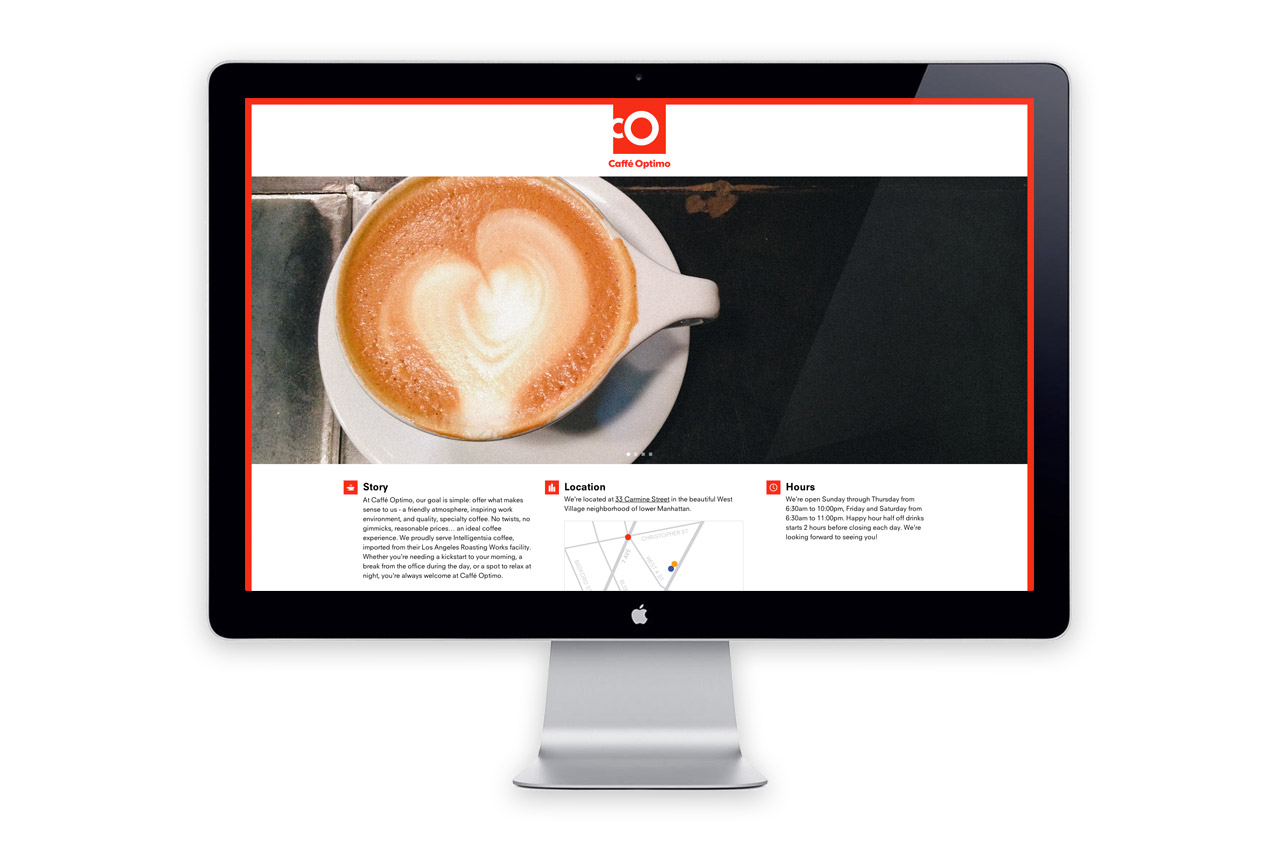 cO
Caffé Optimo
Story
At Caffé Optimo, our goal is simple: offer what makes
sense to us - a friendly atmosphere, inspiring work
environment, and quality, specialty coffee. No twists, no
gimmicks, reasonable prices... an ideal coffee
experience. We proudly serve Intelligentsia coffee,
imported from their Los Angeles Roasting Works facility.
Whether you're needing a kickstart to your morning, a
break from the office during the day, or a spot to relax at
night, you're always welcome at Caffé Optimo.
Location
We're located at 33 Carmine Street in the beautiful West
Village neighborhood of lower Manhattan.
CHRISTOPHER ST
7 AVE
WEST 4 ST
Hours
We're open Sunday through Thursday from
6:30am to 10:00pm, Friday and Saturday from
6:30am to 11:00pm. Happy hour half off drinks
starts 2 hours before closing each day. We're
looking forward to seeing you!